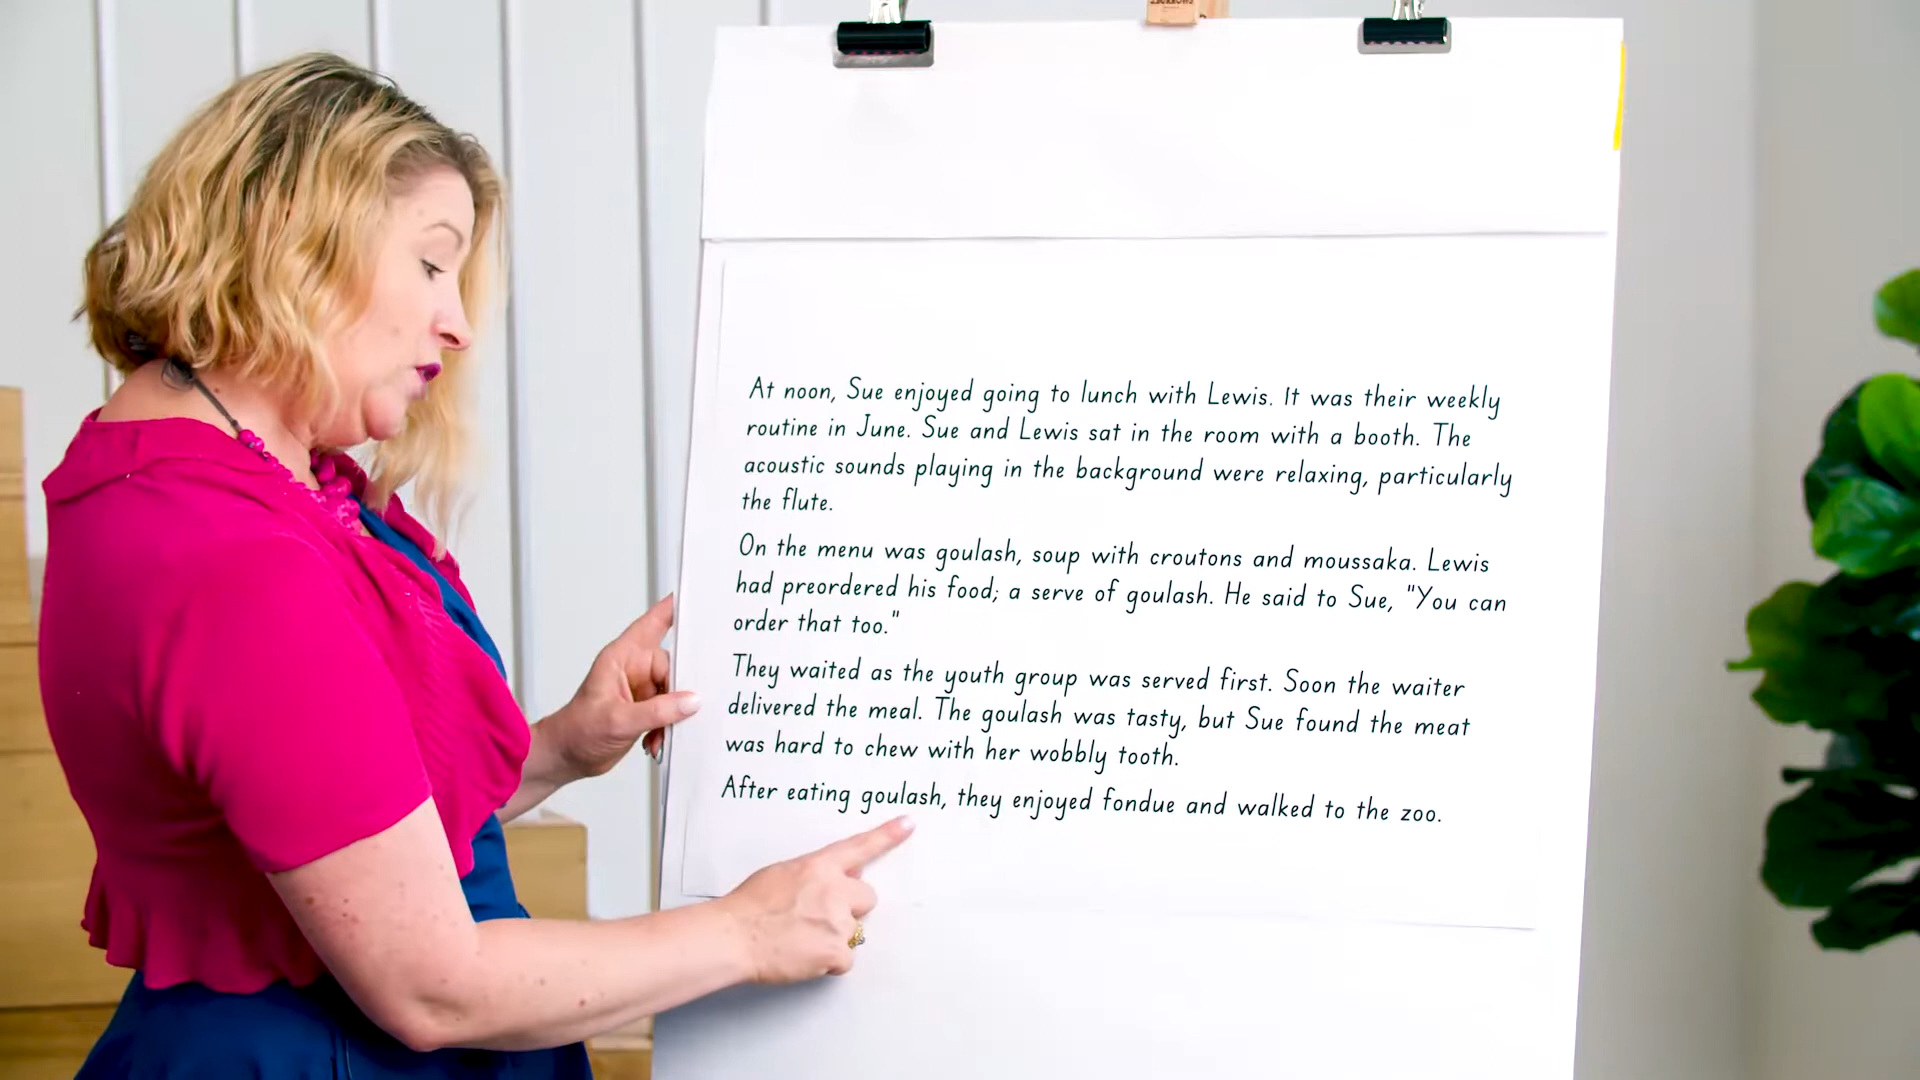 At noon, Sue enjoyed going to lunch with Lewis. It was their weekly
routine in June. Sue and Lewis sat in the room with a booth. The
acoustic sounds playing in the background were relaxing, particularly
the flute.
On the menu was goulash, soup with croutons and moussaka. Lewis
had preordered his food; a serve of goulash. He said to Sue, "You can
order that too."
They waited as the youth group was served first. Soon the waiter
delivered the meal. The goulash was tasty, but Sue found the meat
was hard to chew with her wobbly tooth.
After eating goulash, they enjoyed fondue and walked to the zoo.